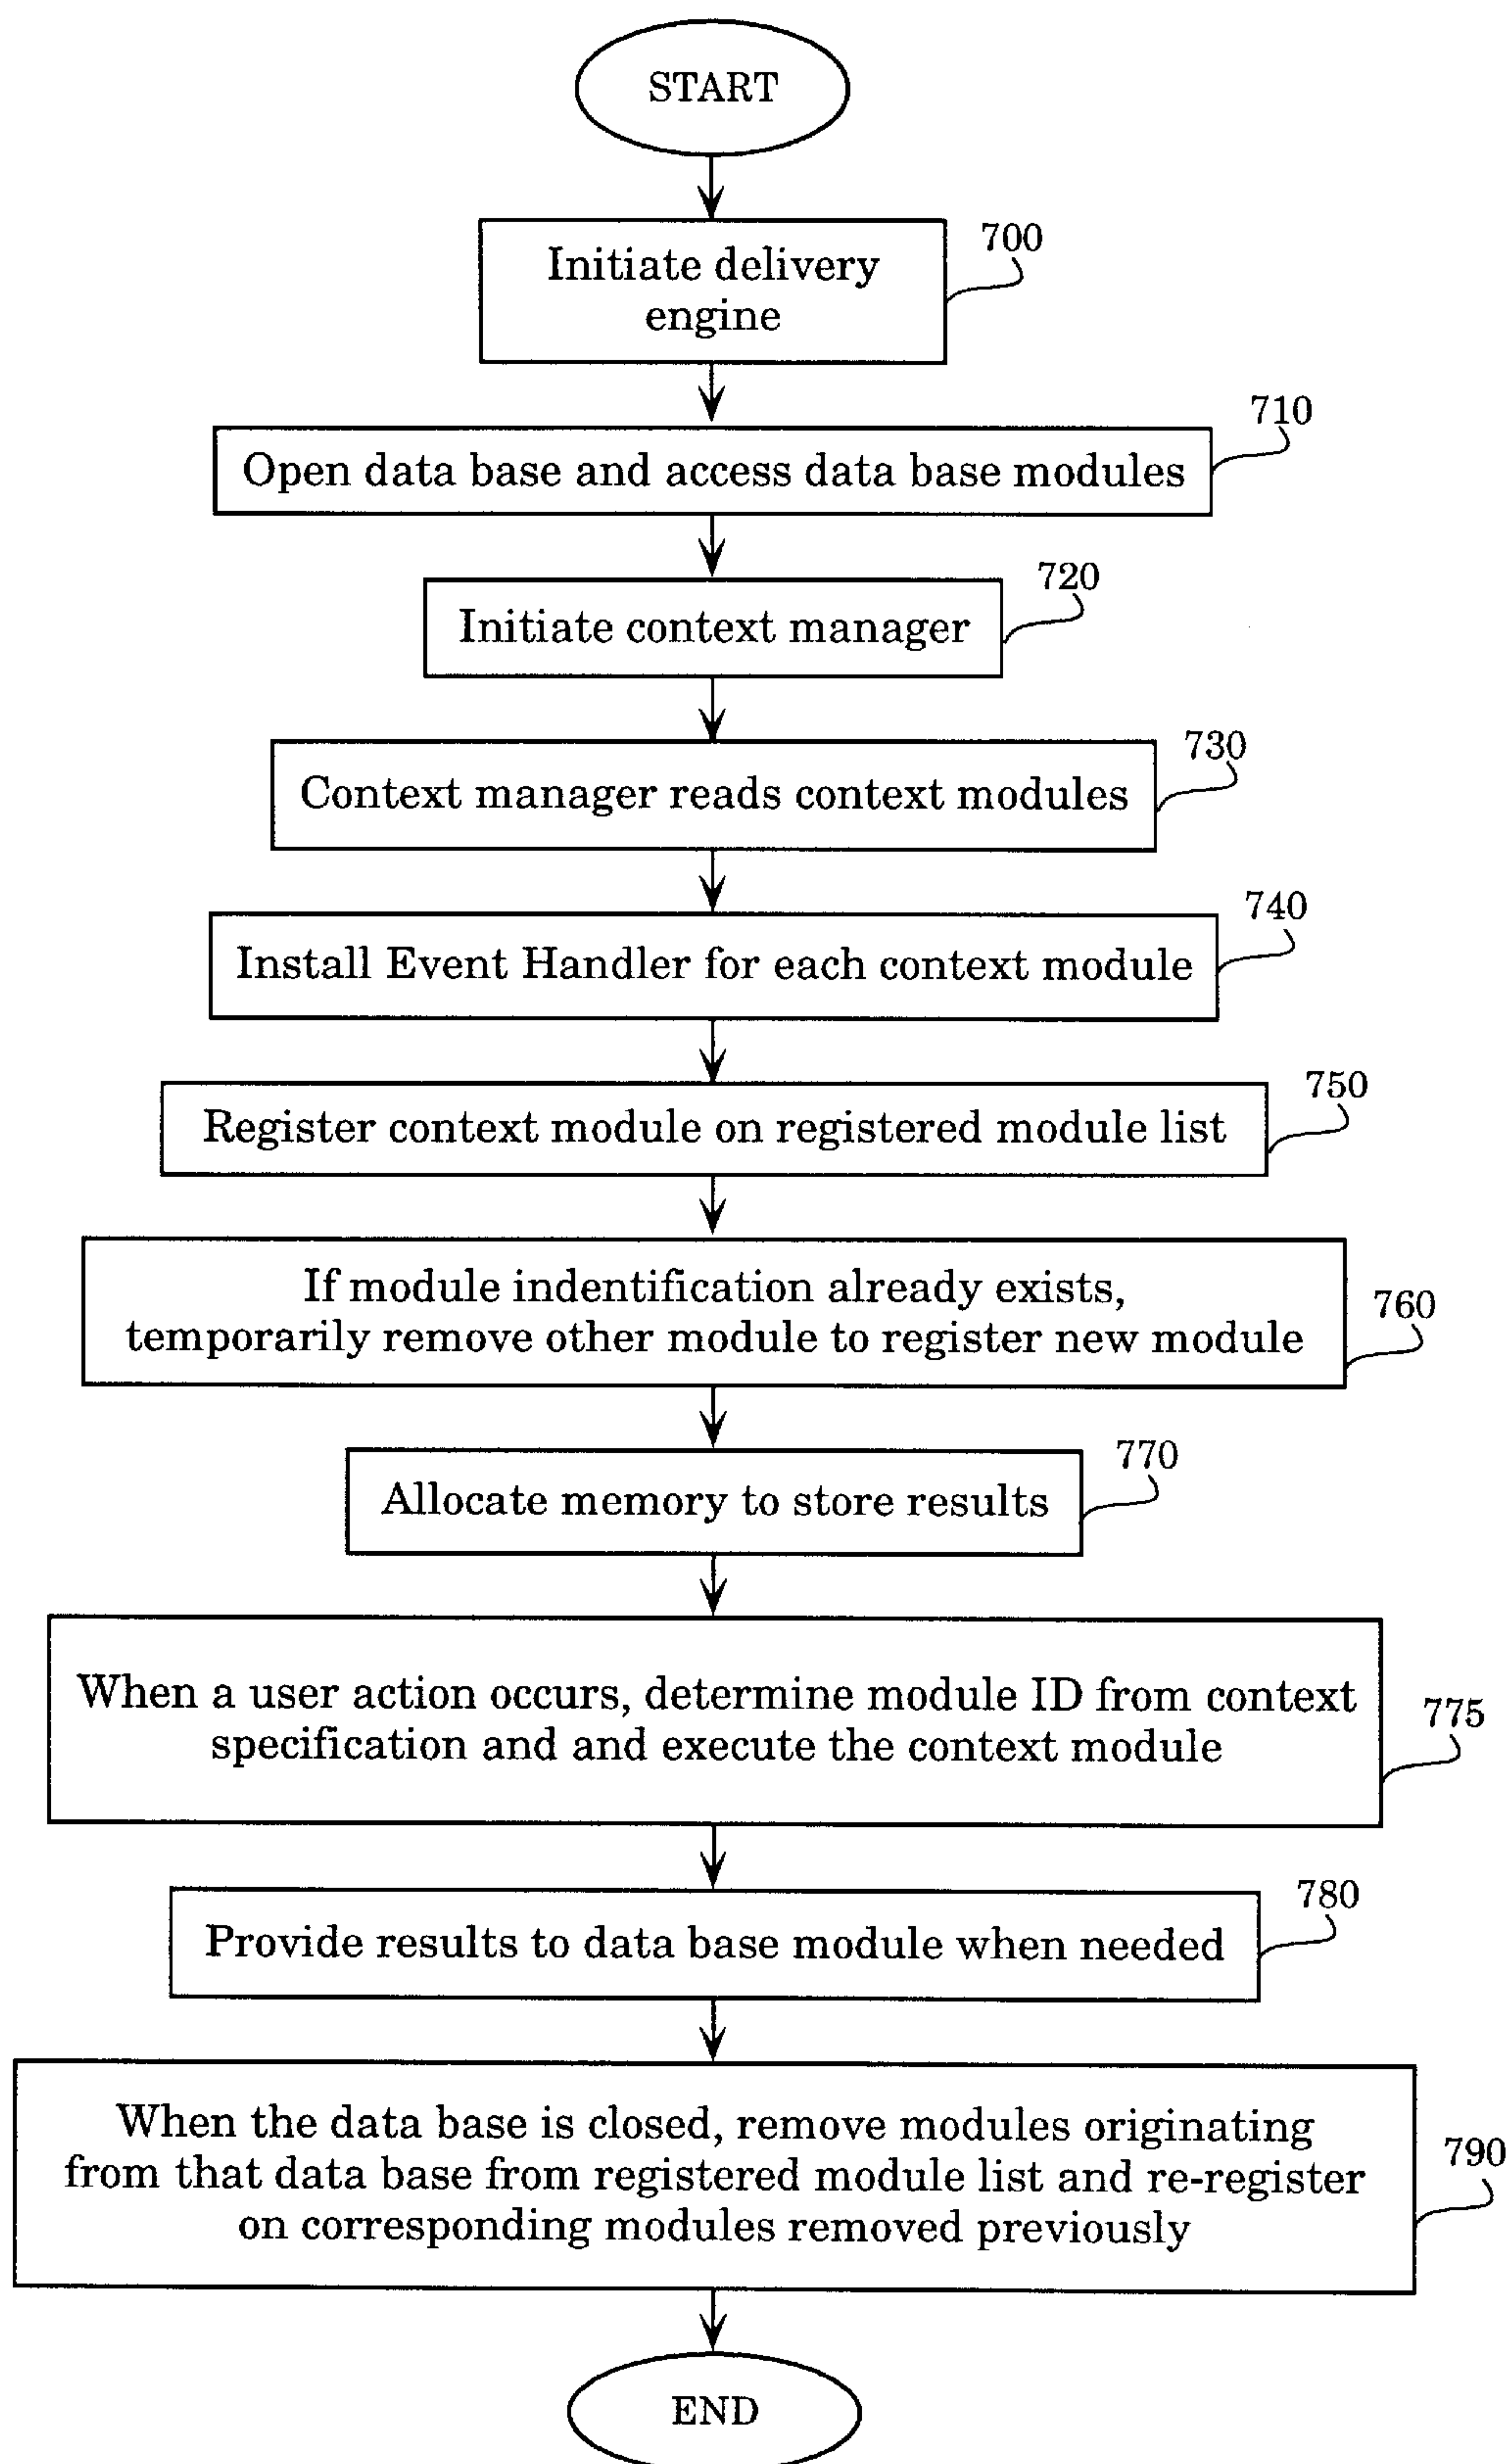 START
Initiate delivery
engine
700
Open data base and access data base modules
710
Initiate context manager
720
Context manager reads context modules
730
Install Event Handler for each context module
740
Register context module on registered module list
750
If module indentification already exists,
temporarily remove other module to register new module
760
Allocate memory to store results
770
When a user action occurs, determine module ID from context
specification and and execute the context module
775
Provide results to data base module when needed
780
When the data base is closed, remove modules originating
from that data base from registered module list and re-register
on corresponding modules removed previously
790
END